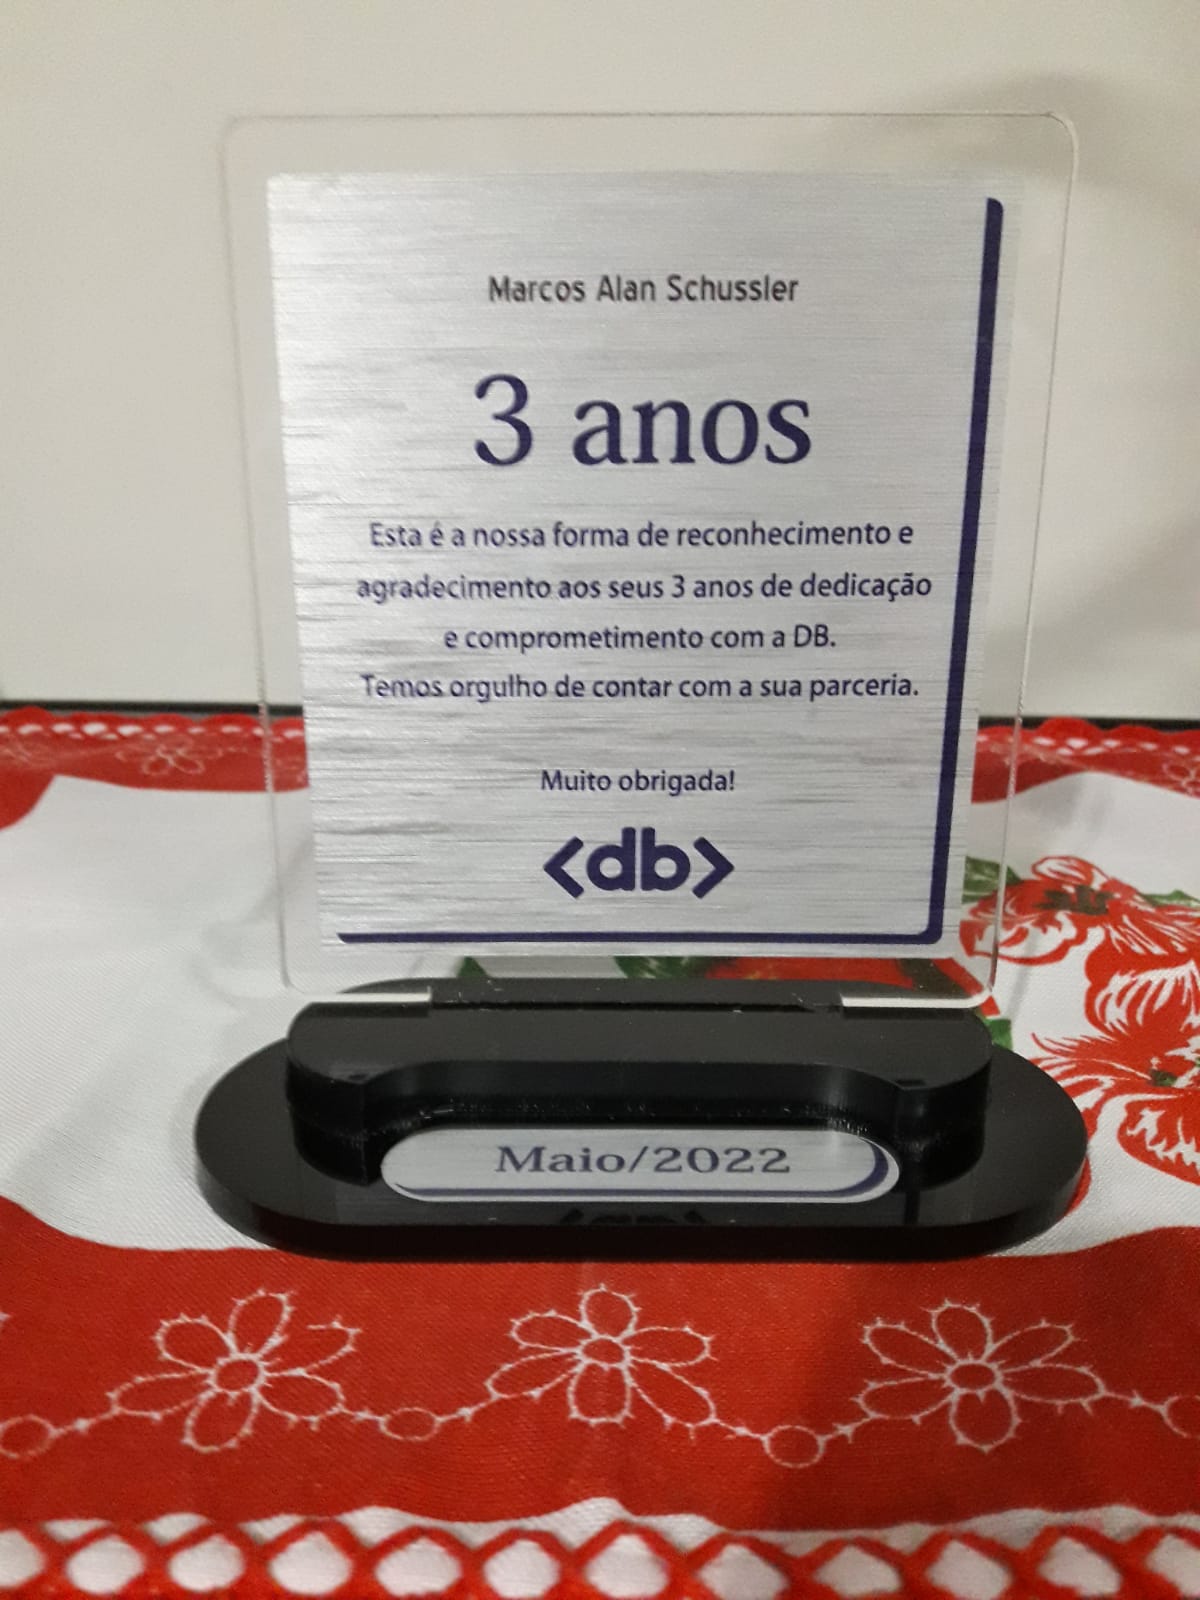 Marcos Alan Schussler
3 anos
Esta é a nossa forma de reconhecimento e
agradecimento aos seus 3 anos de dedicação
e comprometimento com a DB.
Temos orgulho de contar com a sua parceria.
Muito obrigada!
<db>
Maio/2022